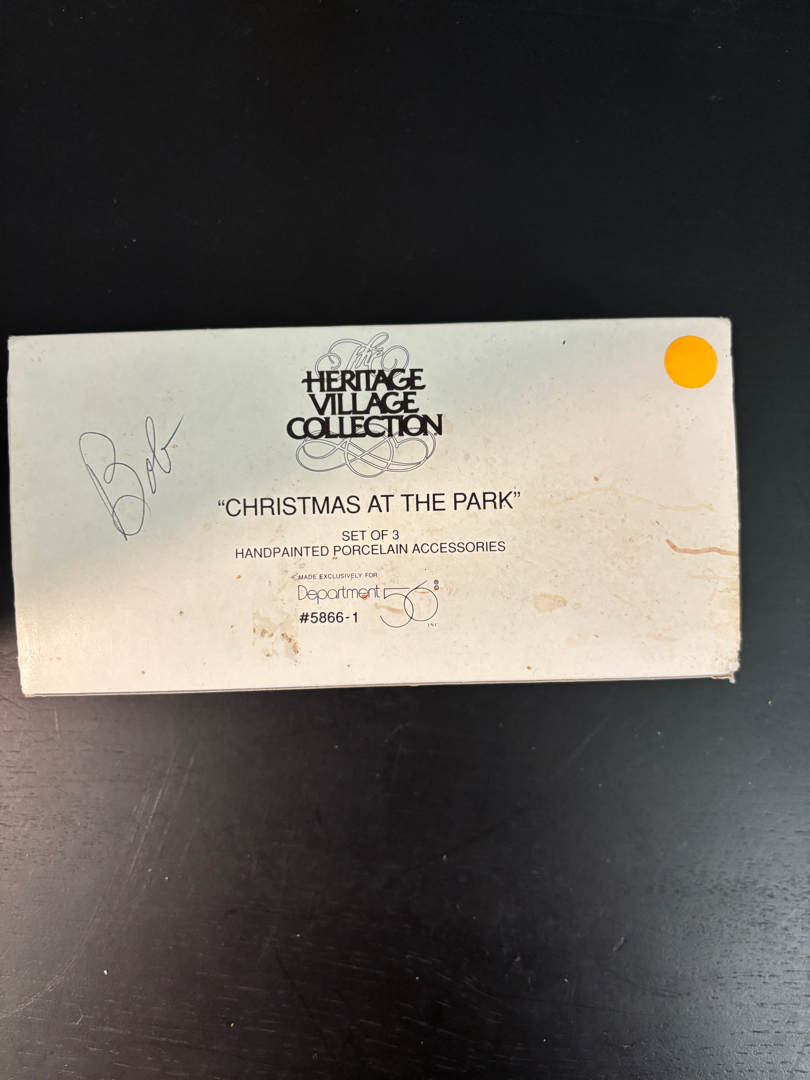 The
HERITAGE
VILLAGE
COLLECTION
Bob
“CHRISTMAS AT THE PARK”
SET OF 3
HANDPAINTED PORCELAIN ACCESSORIES
MADE EXCLUSIVELY FOR
Department 56
#5866-1
INC